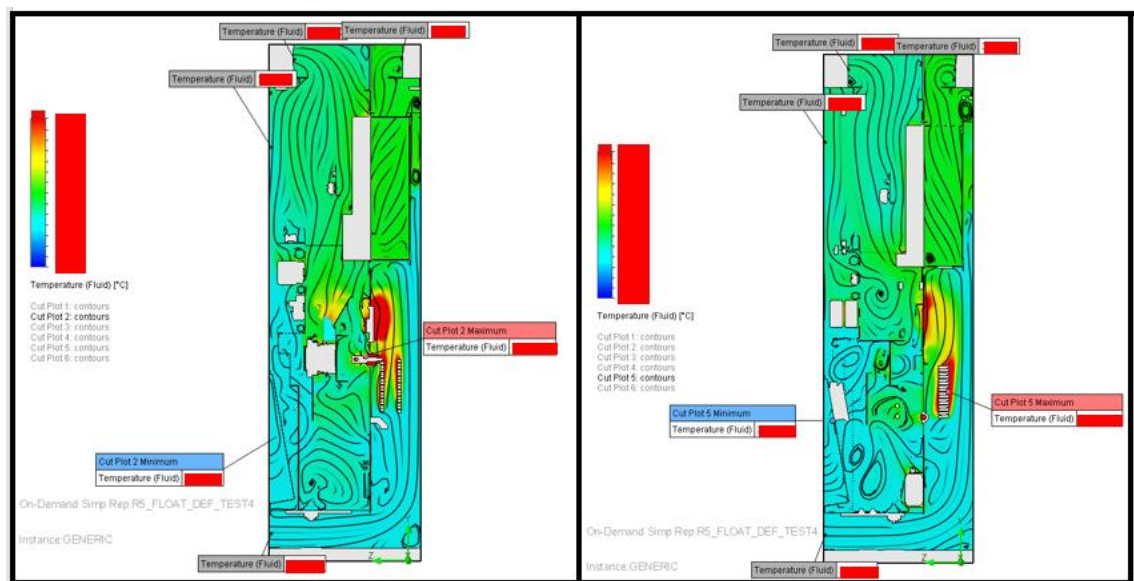 Temperature (Fluid)
Temperature (Fluid)
Temperature (Fluid)
Temperature (Fluid) [°C]
Cut Plot 1: contours
Cut Plot 2: contours
Cut Plot 3: contours
Cut Plot 4: contours
Cut Plot 5: contours
Cut Plot 6: contours
Cut Plot 2 Maximum
Temperature (Fluid)
Cut Plot 2 Minimum
Temperature (Fluid)
On-Demand Simp Rep:R5_FLOAT_DEF_TEST4
Instance:GENERIC
Temperature (Fluid)
Z
X
Temperature (Fluid)
Temperature (Fluid)
Temperature (Fluid)
Temperature (Fluid) [°C]
Cut Plot 1: contours
Cut Plot 2: contours
Cut Plot 3: contours
Cut Plot 4: contours
Cut Plot 5: contours
Cut Plot 6: contours
Cut Plot 5 Maximum
Temperature (Fluid)
Cut Plot 5 Minimum
Temperature (Fluid)
On-Demand Simp Rep:R5_FLOAT_DEF_TEST4
Instance:GENERIC
Temperature (Fluid)
Z
X